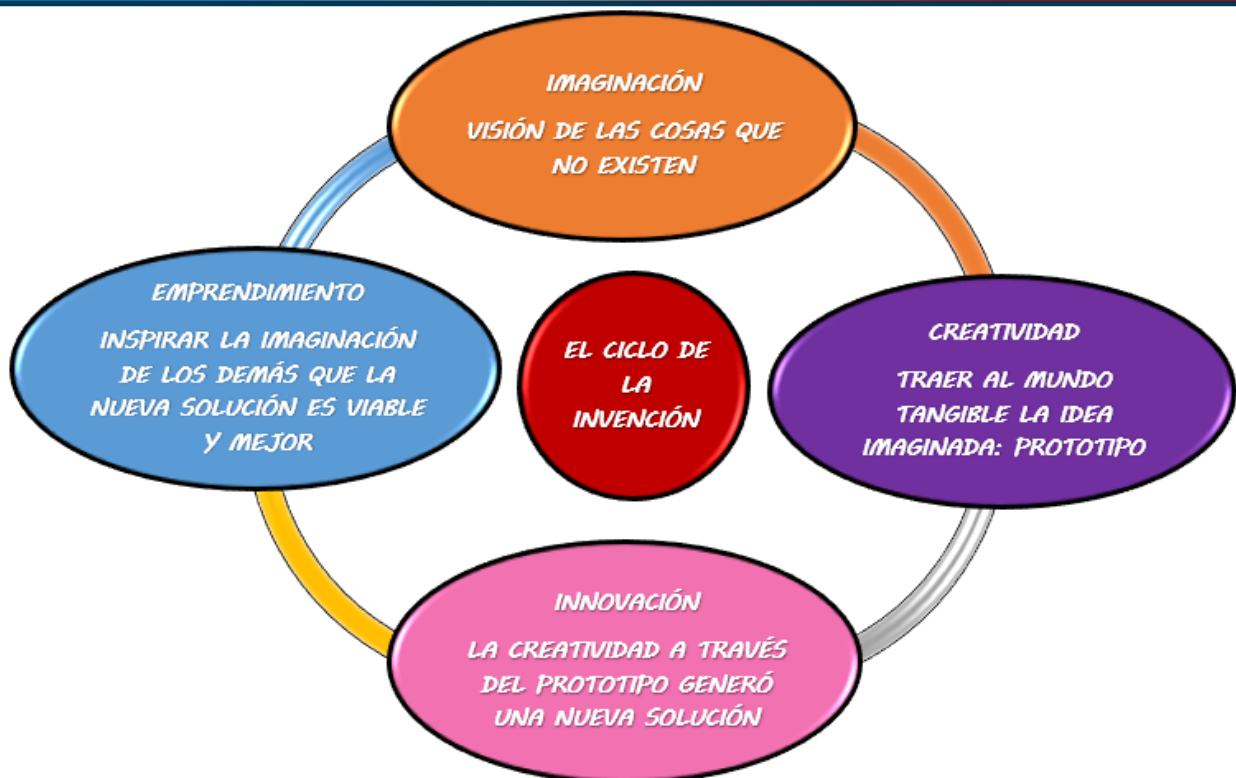 IMAGINACIÓN
VISIÓN DE LAS COSAS QUE
NO EXISTEN
EMPRENDIMIENTO
INSPIRAR LA IMAGINACIÓN
DE LOS DEMÁS QUE LA
NUEVA SOLUCIÓN ES VIABLE
Y MEJOR
EL CICLO DE
LA
INVENCIÓN
CREATIVIDAD
TRAER AL MUNDO
TANGIBLE LA IDEA
IMAGINADA: PROTOTIPO
INNOVACIÓN
LA CREATIVIDAD A TRAVÉS
DEL PROTOTIPO GENERÓ
UNA NUEVA SOLUCIÓN